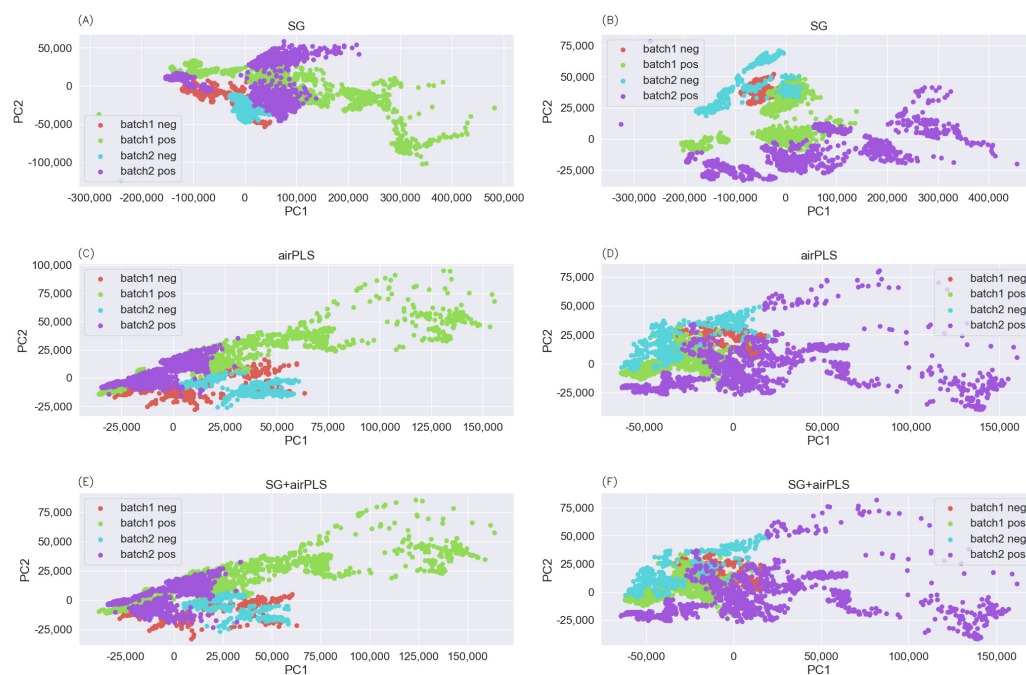 (A)
SG
50,000
0
-50,000
-100,000
PC2
batch1 neg
batch1 pos
batch2 neg
batch2 pos
-300,000 -200,000 -100,000 0 100,000 200,000 300,000 400,000 500,000
PC1
(B)
SG
75,000
50,000
25,000
0
-25,000
PC2
batch1 neg
batch1 pos
batch2 neg
batch2 pos
-300,000 -200,000 -100,000 0 100,000 200,000 300,000 400,000
PC1
(C)
airPLS
100,000
75,000
50,000
25,000
0
-25,000
PC2
batch1 neg
batch1 pos
batch2 neg
batch2 pos
-25,000 0 25,000 50,000 75,000 100,000 125,000 150,000
PC1
(D)
airPLS
75,000
50,000
25,000
0
-25,000
PC2
batch1 neg
batch1 pos
batch2 neg
batch2 pos
-50,000 0 50,000 100,000 150,000
PC1
(E)
SG+airPLS
75,000
50,000
25,000
0
-25,000
PC2
batch1 neg
batch1 pos
batch2 neg
batch2 pos
-25,000 0 25,000 50,000 75,000 100,000 125,000 150,000
PC1
(F)
SG+airPLS
75,000
50,000
25,000
0
-25,000
PC2
batch1 neg
batch1 pos
batch2 neg
batch2 pos
-50,000 0 50,000 100,000 150,000
PC1